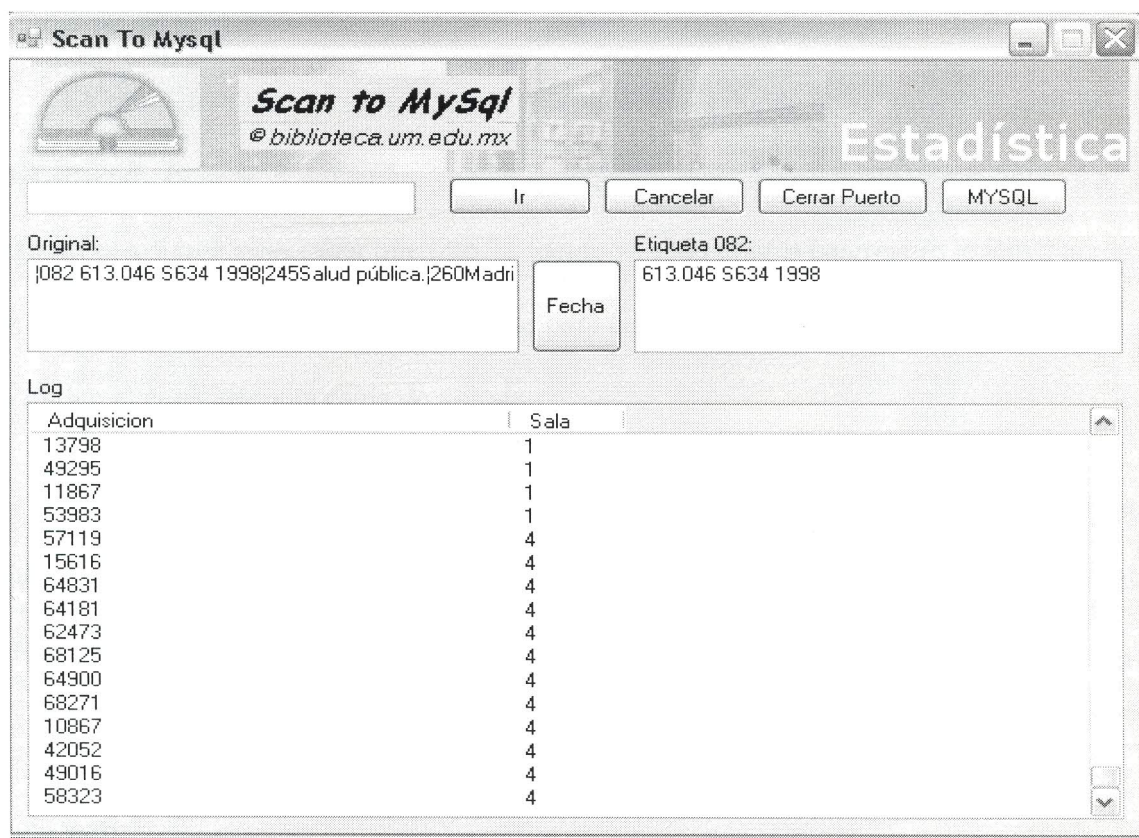 Scan To Mysql
Scan to MySql
© biblioteca.um.edu.mx
Estadística
Ir Cancelar Cerrar Puerto MYSQL
Original: Etiqueta 082:
|082 613.046 S634 1998|245Salud pública.|260Madri Fecha 613.046 S634 1998
Log
Adquisicion Sala
13798 1
49295 1
11867 1
53983 1
57119 4
15616 4
64831 4
64181 4
62473 4
68125 4
64900 4
68271 4
10867 4
42052 4
49016 4
58323 4